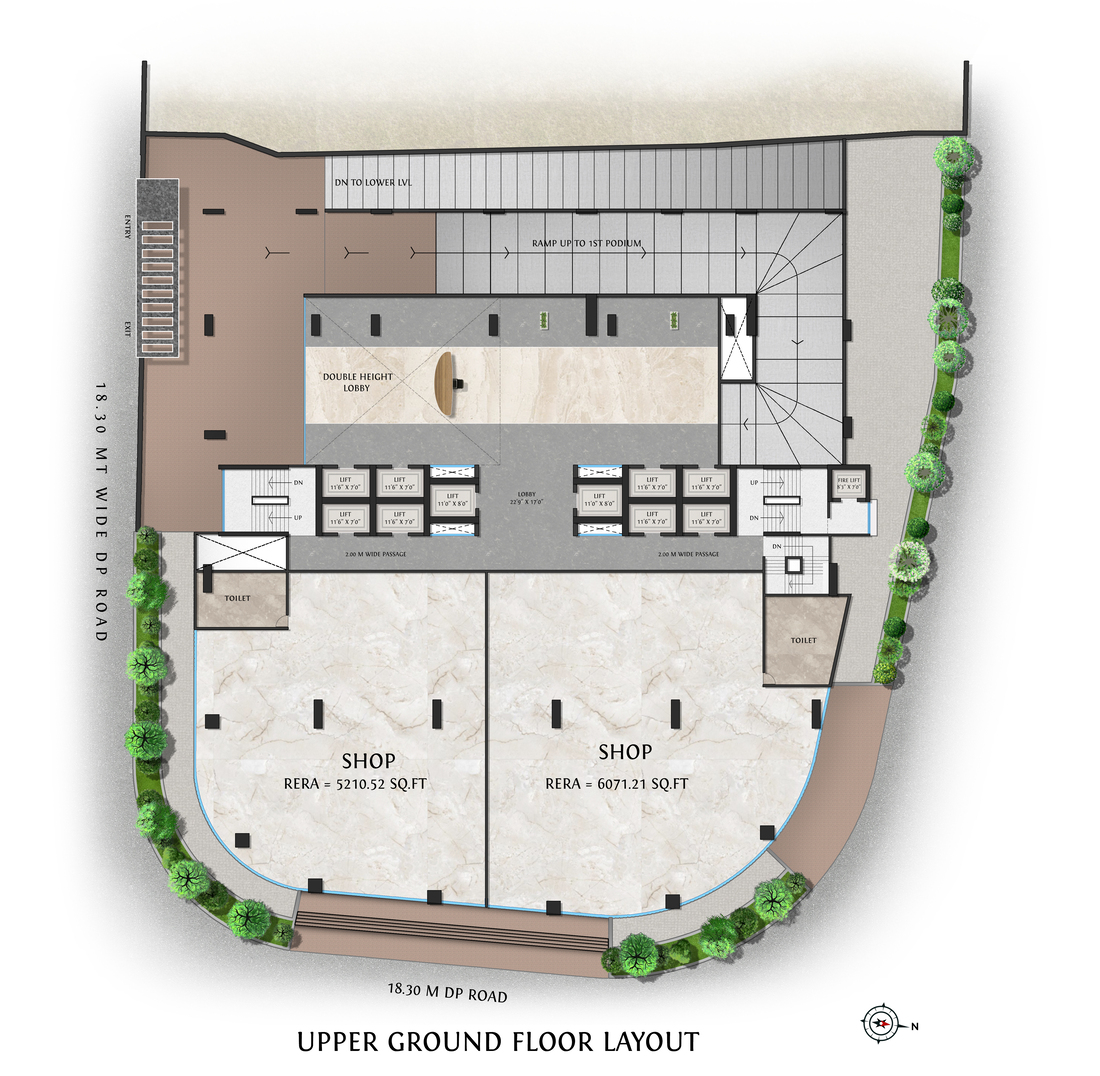 DN TO LOWER LVL
ENTRY
RAMP UP TO 1ST PODIUM
EXIT
DOUBLE HEIGHT
LOBBY
18.30 MT WIDE DP ROAD
DN
LIFT
11'6" X 7'0"
LIFT
11'6" X 7'0"
LIFT
11'0" X 8'0"
LOBBY
22'9" X 17'0"
LIFT
11'0" X 8'0"
LIFT
11'6" X 7'0"
LIFT
11'6" X 7'0"
UP
FIRE LIFT
8'3" X 7'0"
UP
LIFT
11'6" X 7'0"
LIFT
11'6" X 7'0"
LIFT
11'6" X 7'0"
LIFT
11'6" X 7'0"
DN
2.00 M WIDE PASSAGE
2.00 M WIDE PASSAGE
DN
TOILET
TOILET
SHOP
RERA = 5210.52 SQ.FT
SHOP
RERA = 6071.21 SQ.FT
18.30 M DP ROAD
N
UPPER GROUND FLOOR LAYOUT